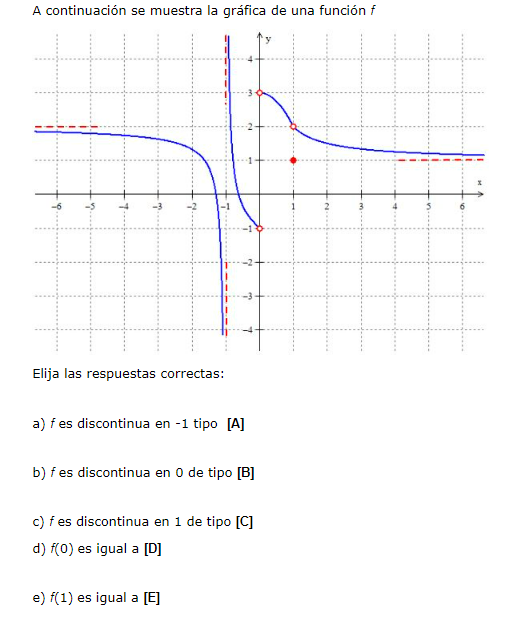 A continuación se muestra la gráfica de una función f
y
4
3
2
1
x
-6 -5 -4 -3 -2 -1 1 2 3 4 5 6
-1
-2
-3
-4
Elija las respuestas correctas:
a) f es discontinua en -1 tipo [A]
b) f es discontinua en 0 de tipo [B]
c) f es discontinua en 1 de tipo [C]
d) f(0) es igual a [D]
e) f(1) es igual a [E]